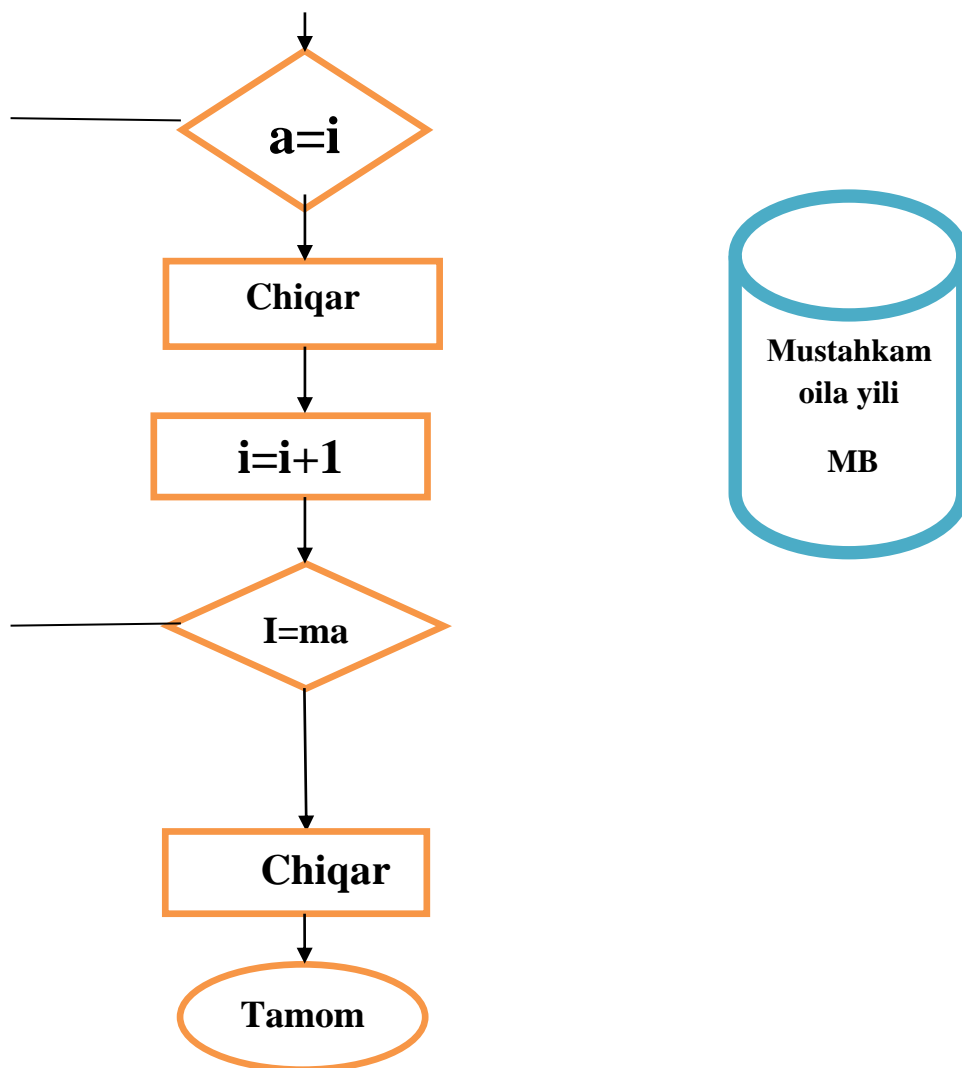 a=i
Chiqar
i=i+1
I=ma
Chiqar
Tamom
Mustahkam
oila yili
MB